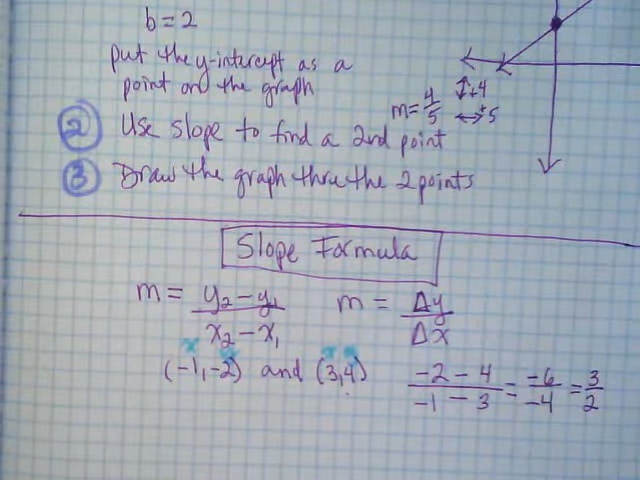 b = 2
put the y-intercept as a
point on the graph
m = 4/5 ↕+4 ↔+5
② Use slope to find a 2nd point
③ Draw the graph thru the 2 points
Slope Formula
m = y₂ - y₁ / x₂ - x₁ m = Δy / Δx
x x y
(-1, -2) and (3,4) -2 - 4 / -1 - 3 = -6 / -4 = 3/2